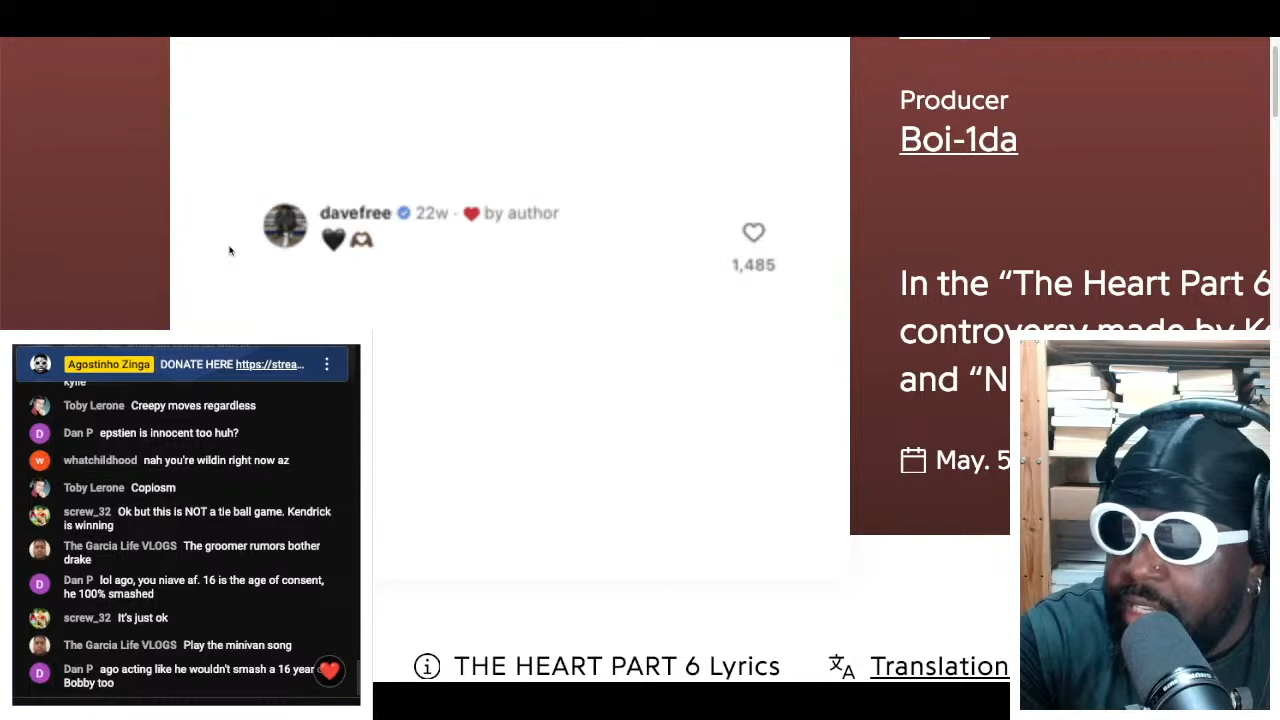 Producer
Boi-1da
davefree 22w · by author
1,485
In the “The Heart Part 6
controversy made by K
and “N
May. 5
THE HEART PART 6 Lyrics
Translation
Agostinho Zinga DONATE HERE https://strea...
Kylie
Toby Lerone Creepy moves regardless
Dan P epstien is innocent too huh?
whatchildhood nah you're wildin right now az
Toby Lerone Copiosm
screw_32 Ok but this is NOT a tie ball game. Kendrick
is winning
The Garcia Life VLOGS The groomer rumors bother
drake
Dan P lol ago, you niave af. 16 is the age of consent,
he 100% smashed
screw_32 It's just ok
The Garcia Life VLOGS Play the minivan song
Dan P ago acting like he wouldn't smash a 16 year
Bobby too